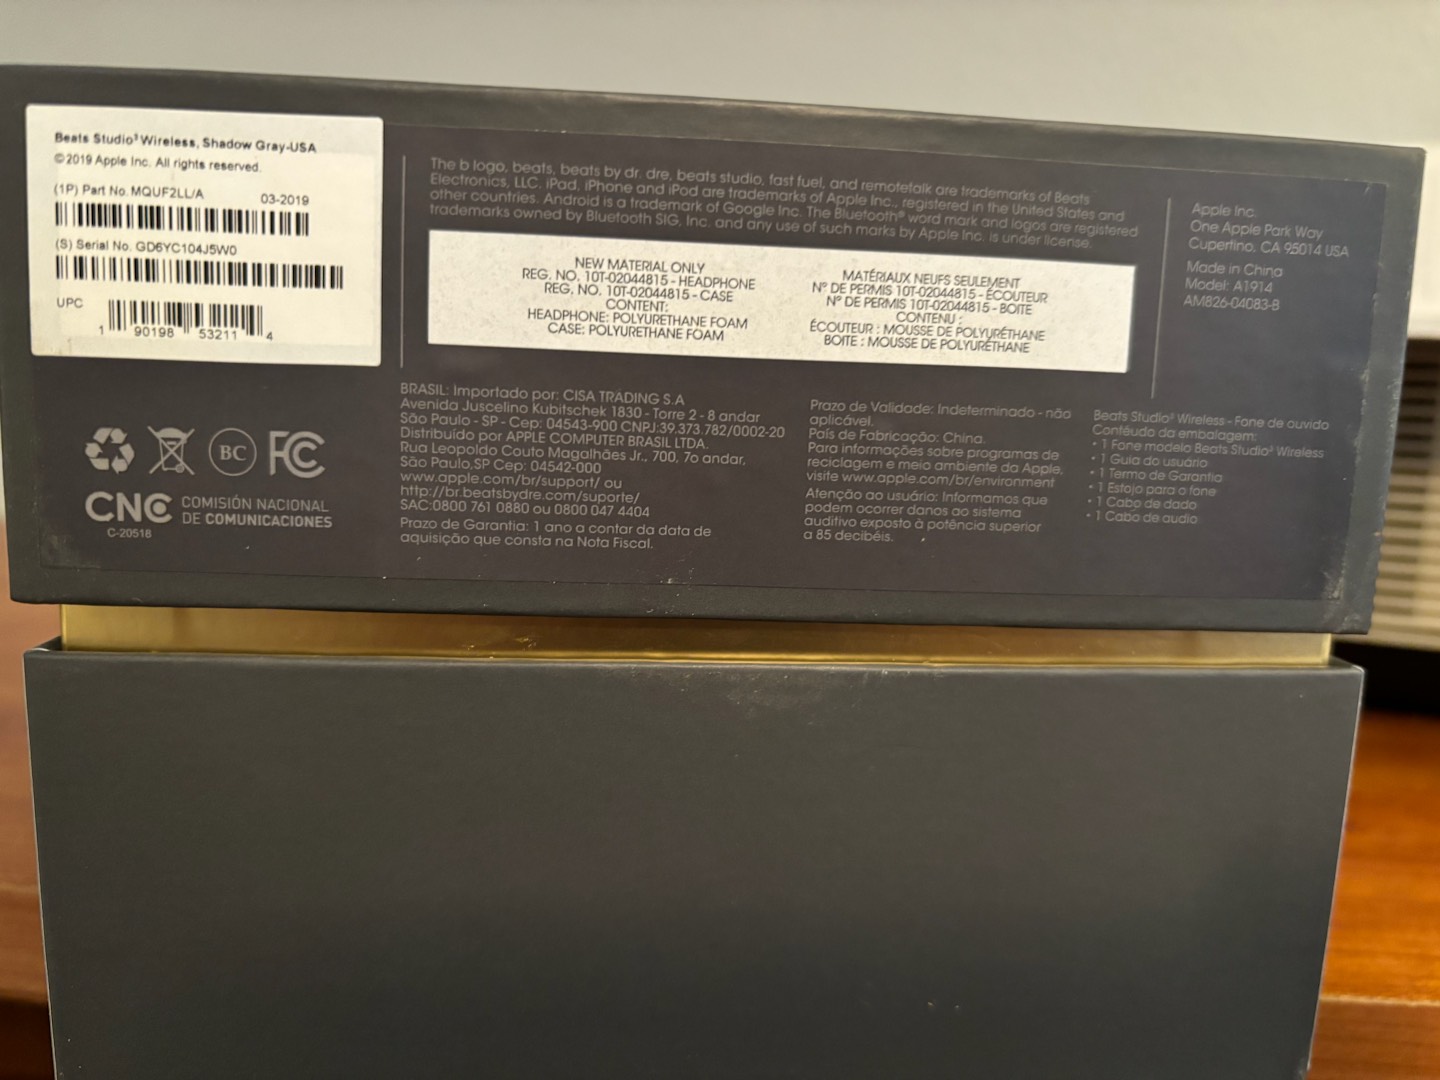 Beats Studio³ Wireless, Shadow Gray-USA
©2019 Apple Inc. All rights reserved.
(1P) Part No. MQUF2LL/A 03-2019
(S) Serial No. GD6YC104J5W0
UPC
1 90198 53211 4
The b logo, beats, beats by dr. dre, beats studio, fast fuel, and remotetalk are trademarks of Beats
Electronics, LLC. iPad, iPhone and iPod are trademarks of Apple Inc., registered in the United States and
other countries. Android is a trademark of Google Inc. The Bluetooth® word mark and logos are registered
trademarks owned by Bluetooth SIG, Inc. and any use of such marks by Apple Inc. is under license.
NEW MATERIAL ONLY
REG. NO. 10T-02044815 - HEADPHONE
REG. NO. 10T-02044815 - CASE
CONTENT:
HEADPHONE: POLYURETHANE FOAM
CASE: POLYURETHANE FOAM
MATÉRIAUX NEUFS SEULEMENT
Nº DE PERMIS 10T-02044815 - ÉCOUTEUR
Nº DE PERMIS 10T-02044815 - BOITE
CONTENU :
ÉCOUTEUR : MOUSSE DE POLYURÉTHANE
BOITE : MOUSSE DE POLYURÉTHANE
Apple Inc.
One Apple Park Way
Cupertino, CA 95014 USA
Made in China
Model: A1914
AM826-04083-B
BC
FC
CNC COMISIÓN NACIONAL
DE COMUNICACIONES
C-20518
BRASIL: Importado por: CISA TRADING S.A
Avenida Juscelino Kubitschek 1830 - Torre 2 - 8 andar
São Paulo - SP - Cep: 04543-900 CNPJ:39.373.782/0002-20
Distribuído por APPLE COMPUTER BRASIL LTDA.
Rua Leopoldo Couto Magalhães Jr., 700, 7o andar,
São Paulo,SP Cep: 04542-000
www.apple.com/br/support/ ou
http://br.beatsbydre.com/suporte/
SAC:0800 761 0880 ou 0800 047 4404
Prazo de Garantia: 1 ano a contar da data de
aquisição que consta na Nota Fiscal.
Prazo de Validade: Indeterminado - não
aplicável.
País de Fabricação: China.
Para informações sobre programas de
reciclagem e meio ambiente da Apple,
visite www.apple.com/br/environment
Atenção ao usuário: Informamos que
podem ocorrer danos ao sistema
auditivo exposto à potência superior
a 85 decibéis.
Beats Studio³ Wireless - Fone de ouvido
Contéudo da embalagem:
• 1 Fone modelo Beats Studio³ Wireless
• 1 Guia do usuário
• 1 Termo de Garantia
• 1 Estojo para o fone
• 1 Cabo de dado
• 1 Cabo de audio